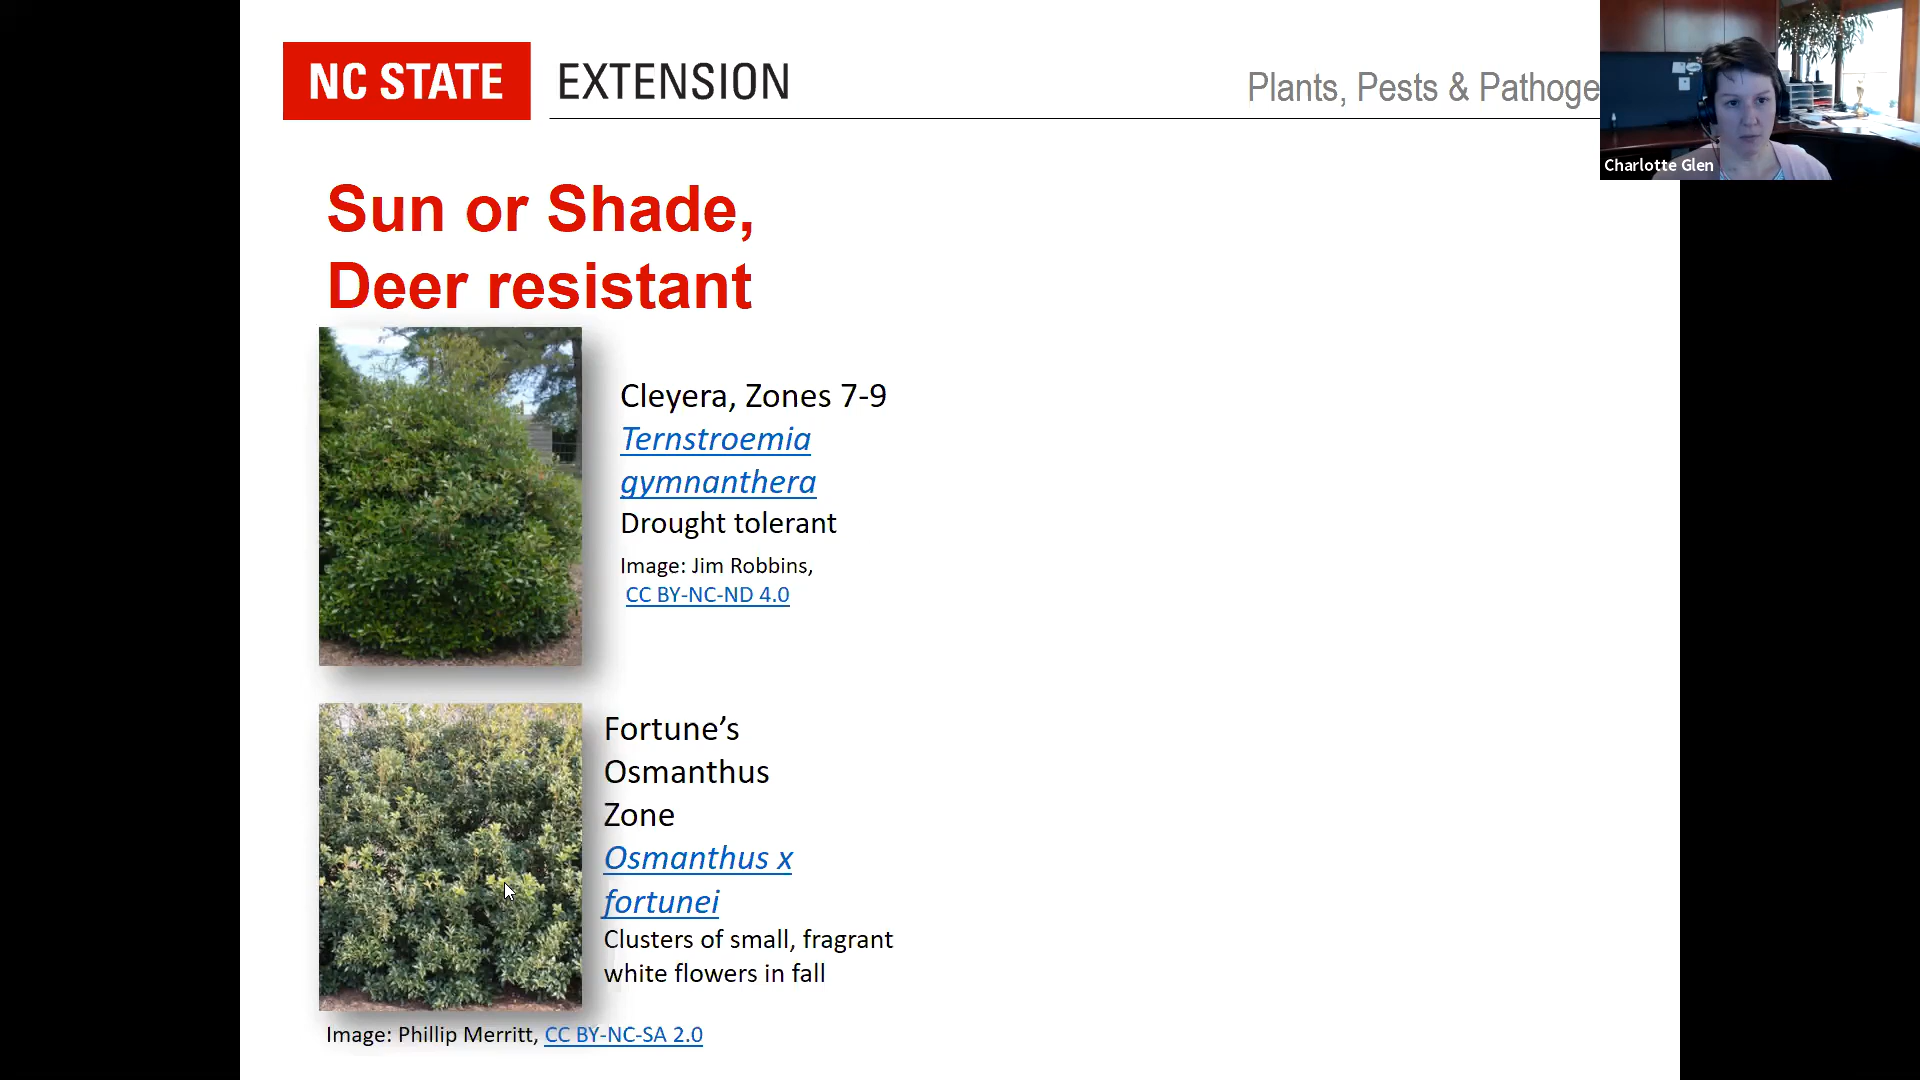 NC STATE EXTENSION
Plants, Pests & Pathoge
Charlotte Glen
Sun or Shade,
Deer resistant
Cleyera, Zones 7-9
Ternstroemia
gymnanthera
Drought tolerant
Image: Jim Robbins,
CC BY-NC-ND 4.0
Fortune’s
Osmanthus
Zone
Osmanthus x
fortunei
Clusters of small, fragrant
white flowers in fall
Image: Phillip Merritt, CC BY-NC-SA 2.0